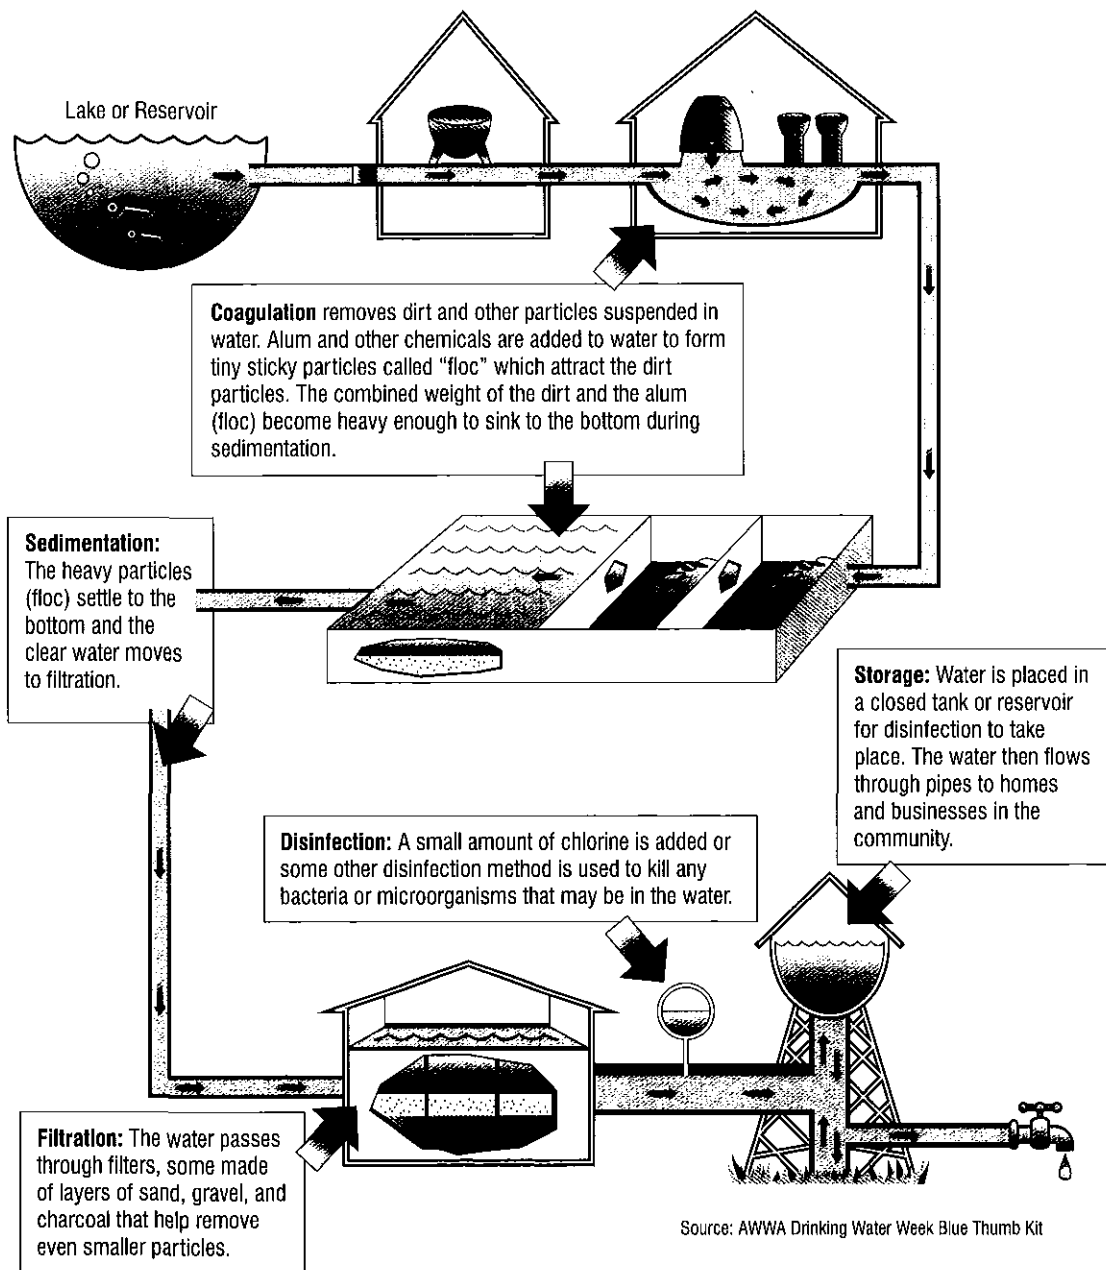 Lake or Reservoir
Coagulation removes dirt and other particles suspended in
water. Alum and other chemicals are added to water to form
tiny sticky particles called “floc” which attract the dirt
particles. The combined weight of the dirt and the alum
(floc) become heavy enough to sink to the bottom during
sedimentation.
Sedimentation:
The heavy particles
(floc) settle to the
bottom and the
clear water moves
to filtration.
Storage: Water is placed in
a closed tank or reservoir
for disinfection to take
place. The water then flows
through pipes to homes
and businesses in the
community.
Disinfection: A small amount of chlorine is added or
some other disinfection method is used to kill any
bacteria or microorganisms that may be in the water.
Filtration: The water passes
through filters, some made
of layers of sand, gravel, and
charcoal that help remove
even smaller particles.
Source: AWWA Drinking Water Week Blue Thumb Kit